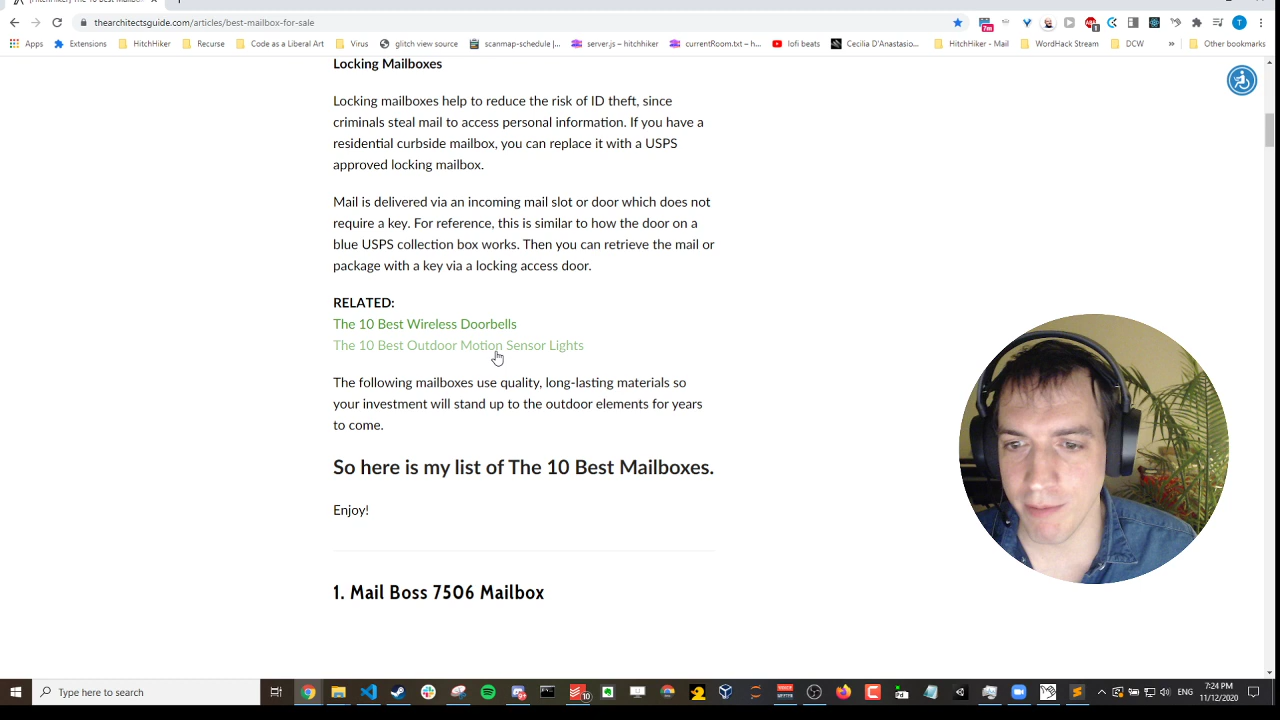 [HitchHiker] The 10 Best Mailbo
thearchitectsguide.com/articles/best-mailbox-for-sale
Apps Extensions HitchHiker Recurse Code as a Liberal Art Virus glitch view source scanmap-schedule |... server.js – hitchhiker currentRoom.txt – h... lofi beats Cecilia D'Anastasio... HitchHiker - Mail WordHack Stream DCW » Other bookmarks
Locking Mailboxes
Locking mailboxes help to reduce the risk of ID theft, since
criminals steal mail to access personal information. If you have a
residential curbside mailbox, you can replace it with a USPS
approved locking mailbox.
Mail is delivered via an incoming mail slot or door which does not
require a key. For reference, this is similar to how the door on a
blue USPS collection box works. Then you can retrieve the mail or
package with a key via a locking access door.
RELATED:
The 10 Best Wireless Doorbells
The 10 Best Outdoor Motion Sensor Lights
The following mailboxes use quality, long-lasting materials so
your investment will stand up to the outdoor elements for years
to come.
So here is my list of The 10 Best Mailboxes.
Enjoy!
1. Mail Boss 7506 Mailbox
Type here to search
ENG
7:24 PM
11/12/2020